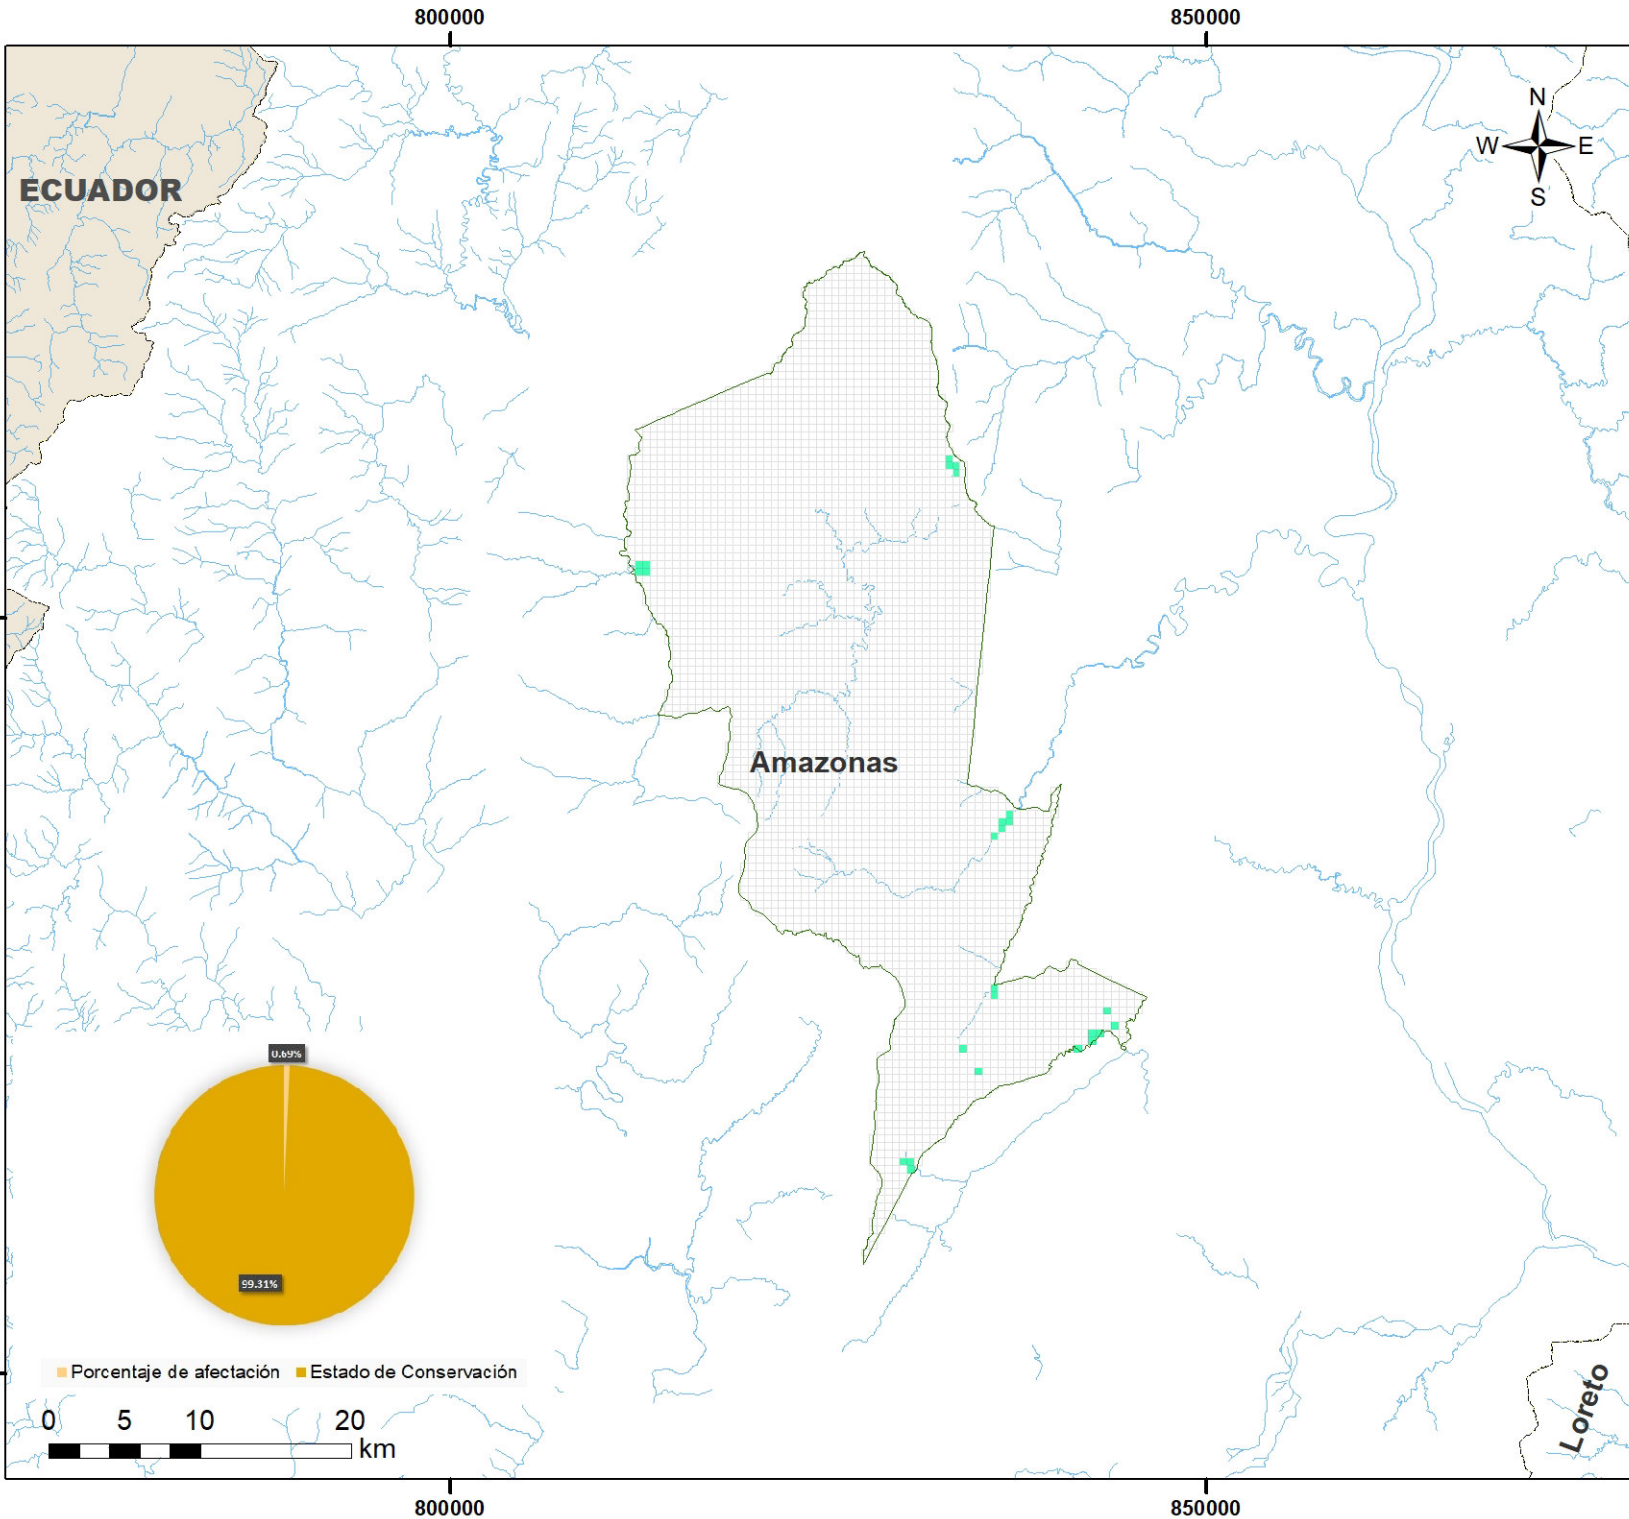 800000
850000
N
W
E
S
ECUADOR
Amazonas
0.69%
99.31%
Porcentaje de afectación
Estado de Conservación
0
5
10
20
km
Loreto
800000
850000